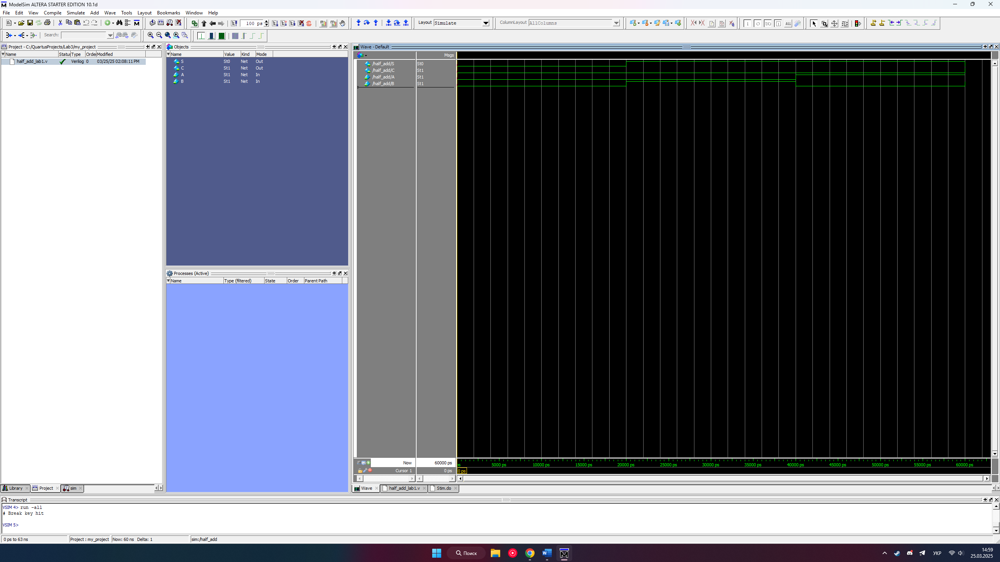 ModelSim ALTERA STARTER EDITION 10.1d
File Edit View Compile Simulate Add Wave Tools Layout Bookmarks Window Help
100 ps
Layout Simulate
ColumnLayout AllColumns
Search:
Project - C:/QuartusProjects/Lab3/my_project
Name Status Type Order Modified
half_add_lab1.v Verilog 0 03/25/25 02:08:11 PM
Objects
Name Value Kind Mode
S St0 Net Out
C St1 Net Out
A St1 Net In
B St1 Net In
Processes (Active)
Name Type (filtered) State Order Parent Path
Wave - Default
Msgs
/half_add/S St0
/half_add/C St1
/half_add/A St1
/half_add/B St1
Now 60000 ps
ps 5000 ps 10000 ps 15000 ps 20000 ps 25000 ps 30000 ps 35000 ps 40000 ps 45000 ps 50000 ps 55000 ps 60000 ps
Cursor 1 0 ps
0 ps
Library Project sim
Wave half_add_lab1.v Stim.do
Transcript
VSIM 4> run -all
# Break key hit
VSIM 5>
0 ps to 63 ns Project : my_project Now: 60 ns Delta: 1 sim:/half_add
Поиск
УКР
14:59
25.03.2025